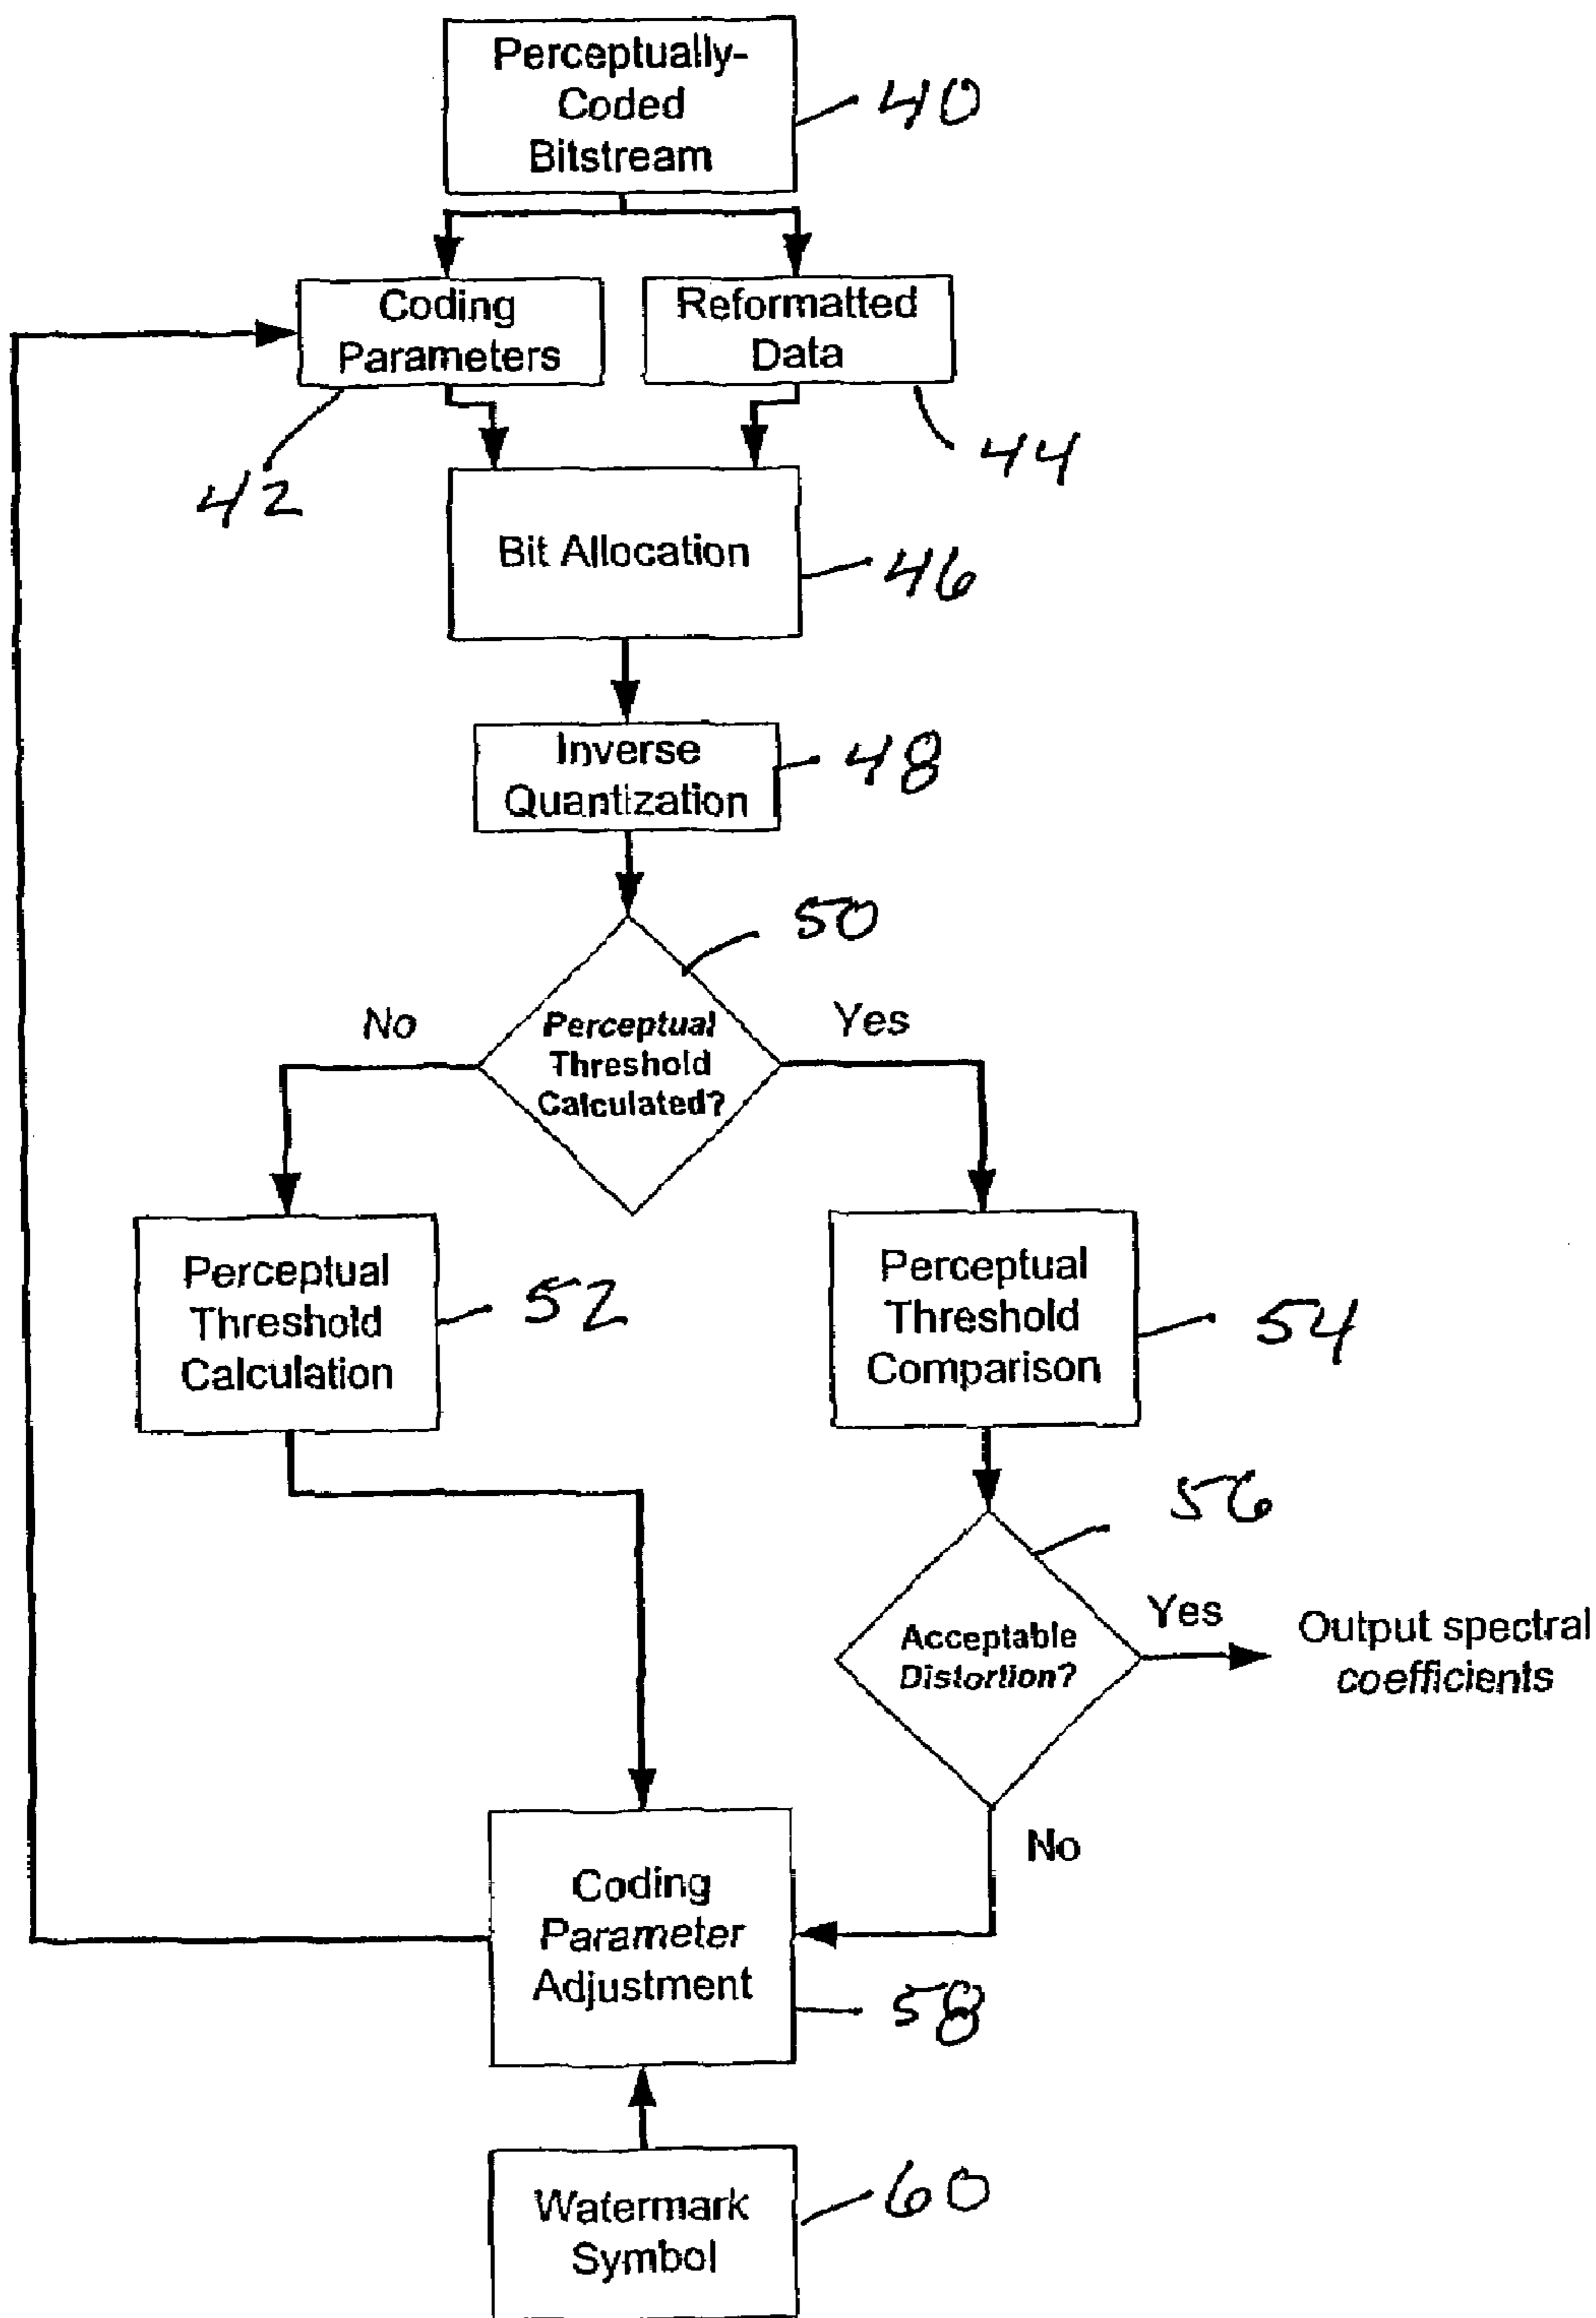 Perceptually-
Coded
Bitstream
40
Coding
Parameters
Reformatted
Data
42
44
Bit Allocation
46
Inverse
Quantization
48
50
No
Perceptual
Threshold
Calculated?
Yes
Perceptual
Threshold
Calculation
52
Perceptual
Threshold
Comparison
54
56
Acceptable
Distortion?
Yes
Output spectral
coefficients
No
Coding
Parameter
Adjustment
58
Watermark
Symbol
60